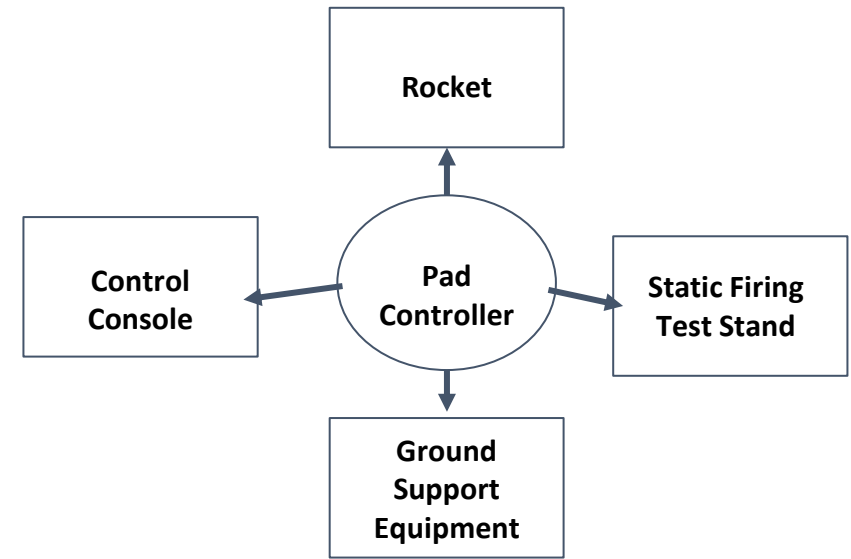 Rocket
Control
Console
Pad
Controller
Static Firing
Test Stand
Ground
Support
Equipment